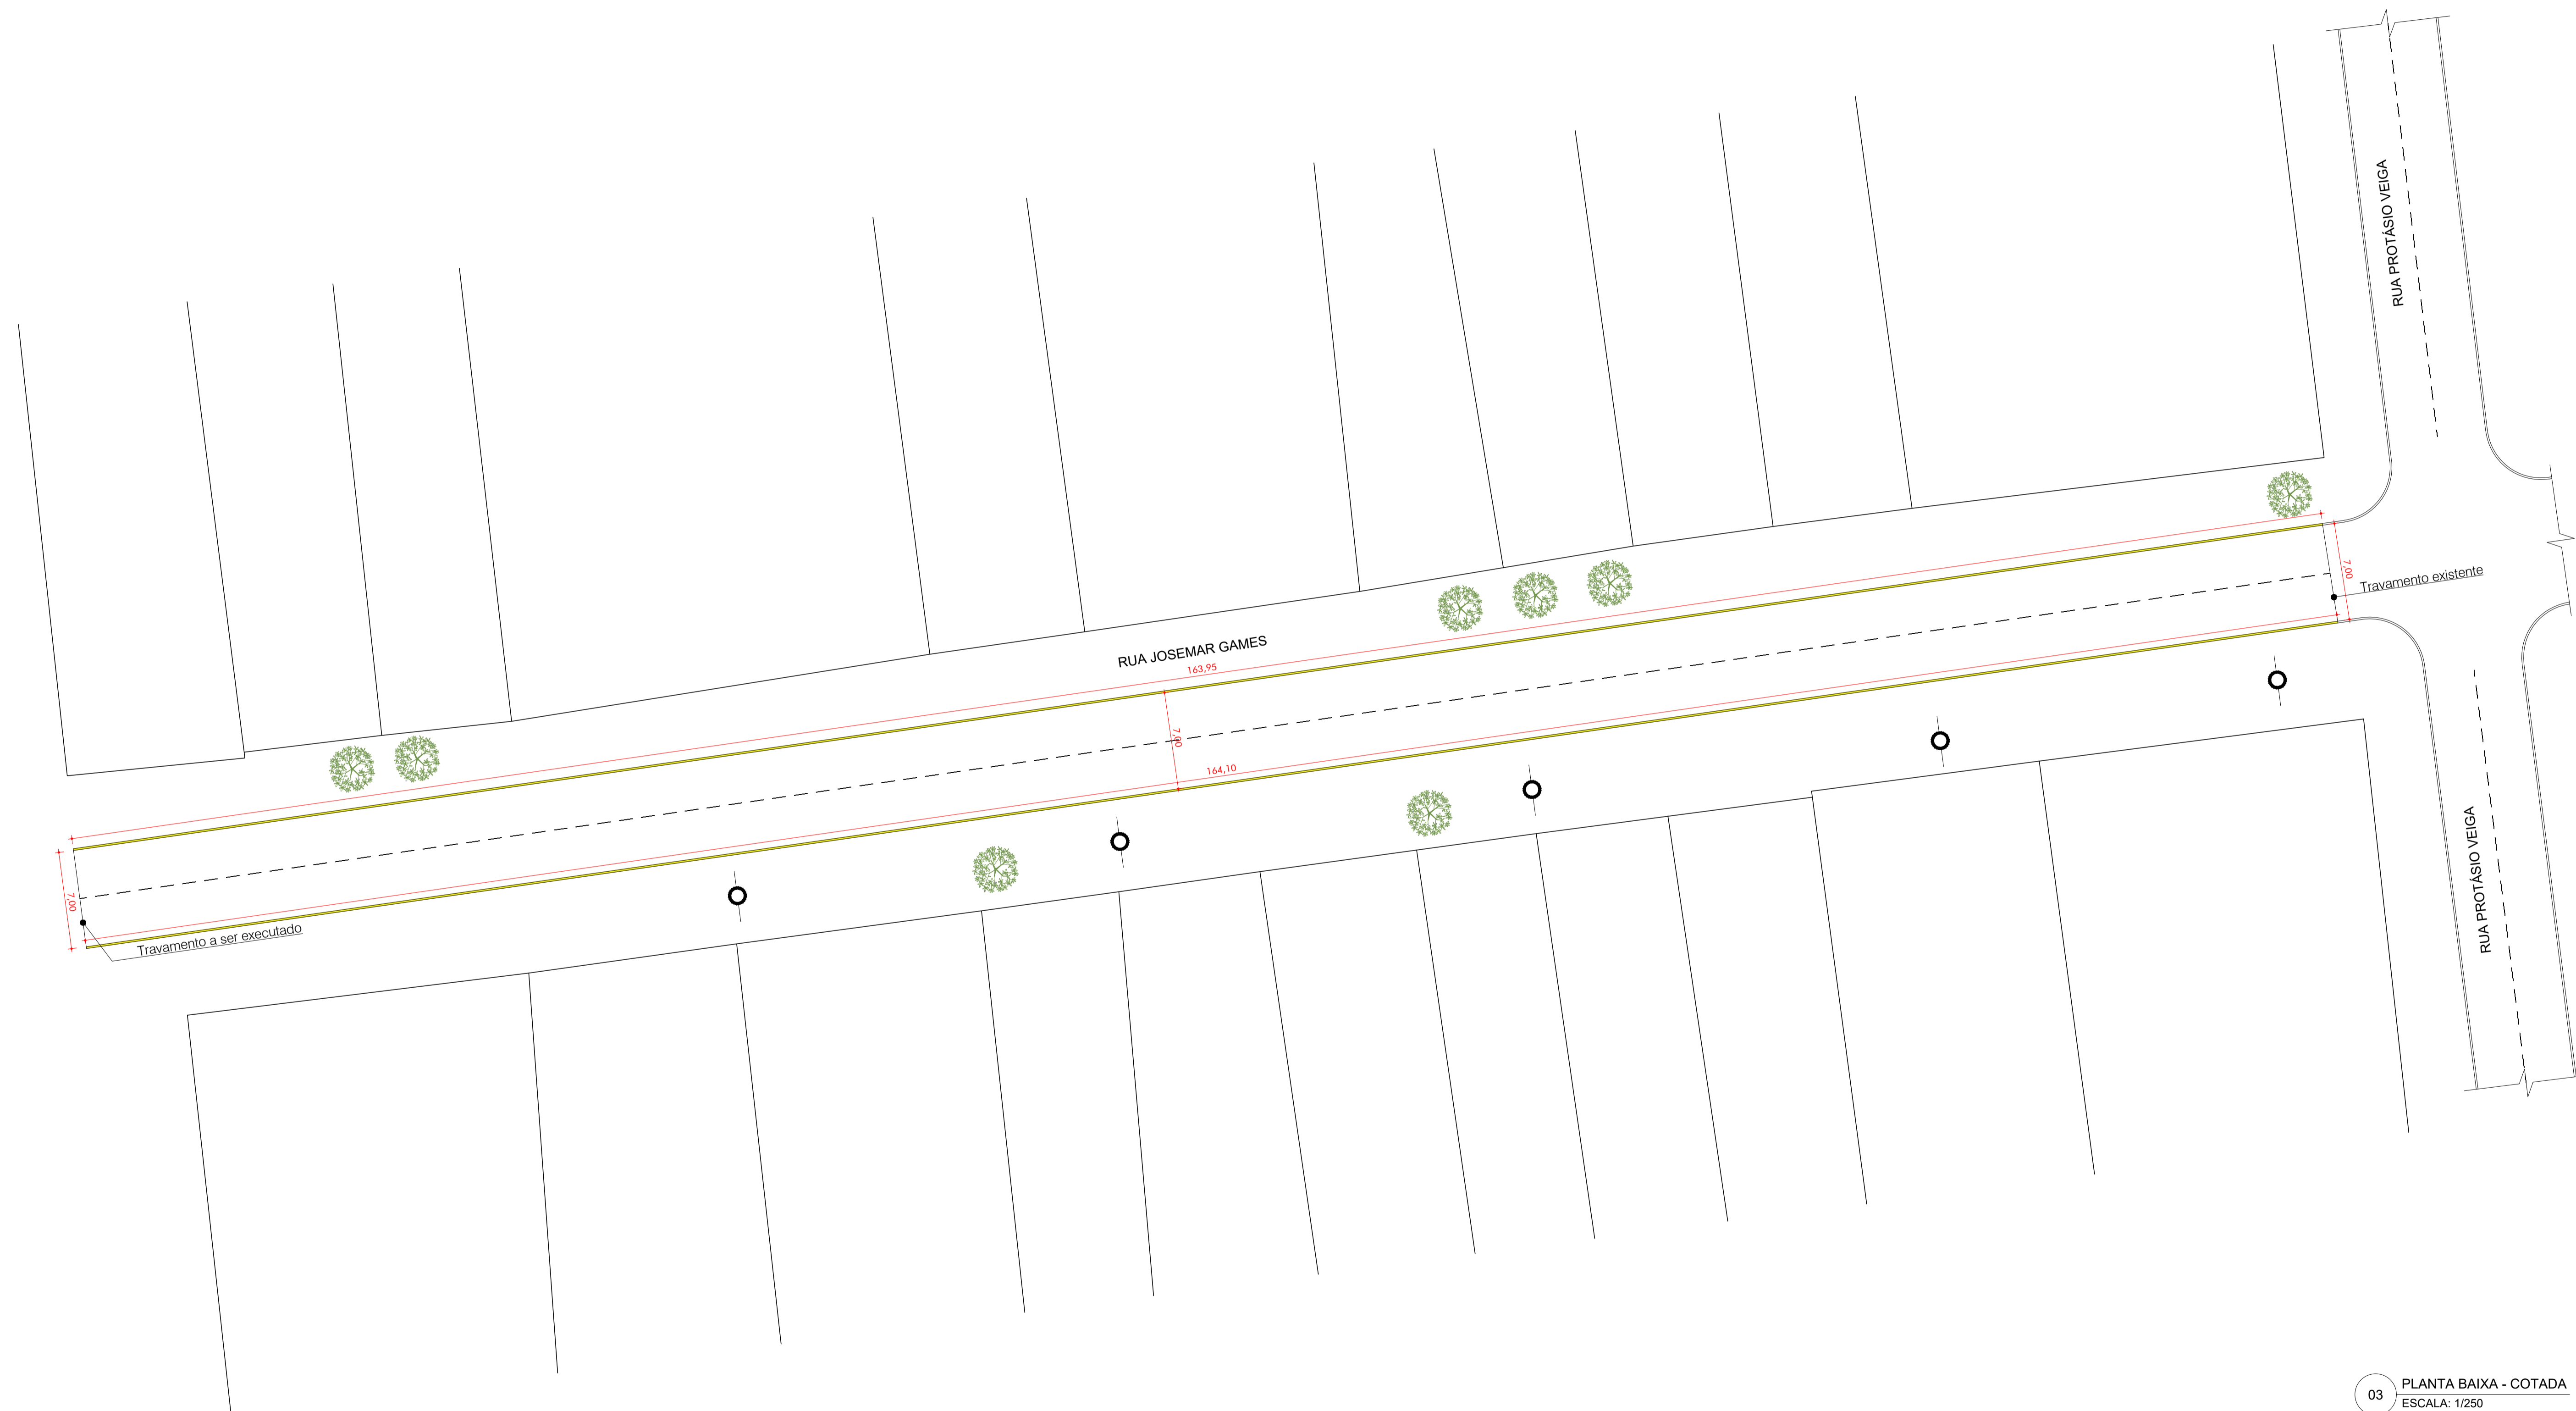 RUA PROTÁSIO VEIGA
7,00
Travamento existente
RUA JOSEMAR GAMES
163,95
7,00
164,10
7,00
Travamento a ser executado
RUA PROTÁSIO VEIGA
03
PLANTA BAIXA - COTADA
ESCALA: 1/250